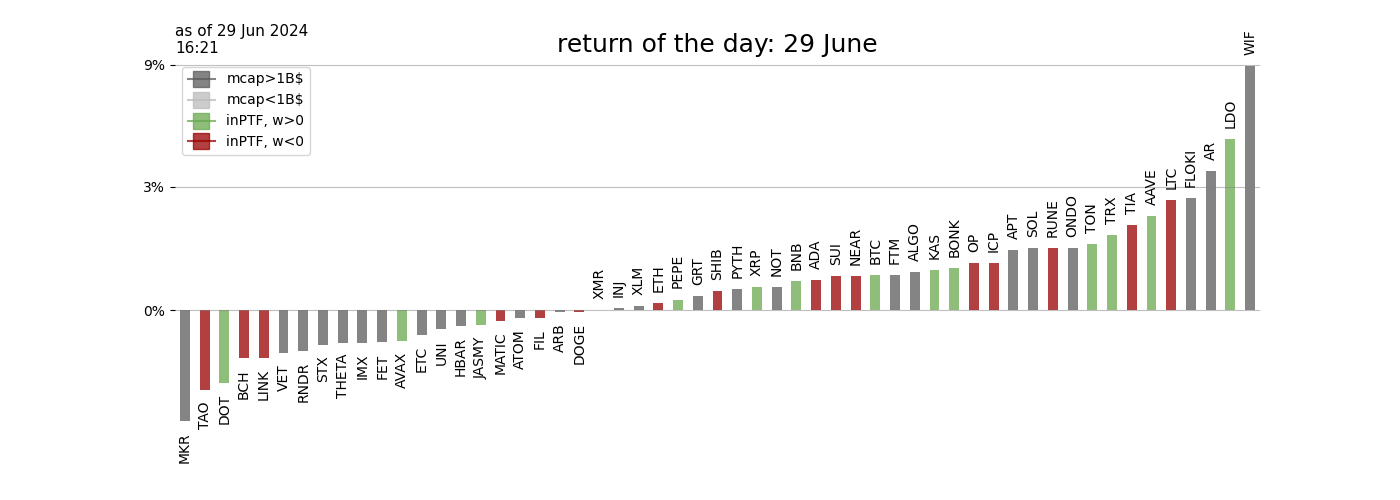 as of 29 Jun 2024
16:21
return of the day: 29 June
9%
3%
0%
mcap>1B$
mcap<1B$
inPTF, w>0
inPTF, w<0
MKR
TAO
DOT
BCH
LINK
VET
RNDR
STX
THETA
IMX
FET
AVAX
ETC
UNI
HBAR
JASMY
MATIC
ATOM
FIL
ARB
DOGE
XMR
INJ
XLM
ETH
PEPE
GRT
SHIB
PYTH
XRP
NOT
BNB
ADA
SUI
NEAR
BTC
FTM
ALGO
KAS
BONK
OP
ICP
APT
SOL
RUNE
ONDO
TON
TRX
TIA
AAVE
LTC
FLOKI
AR
LDO
WIF